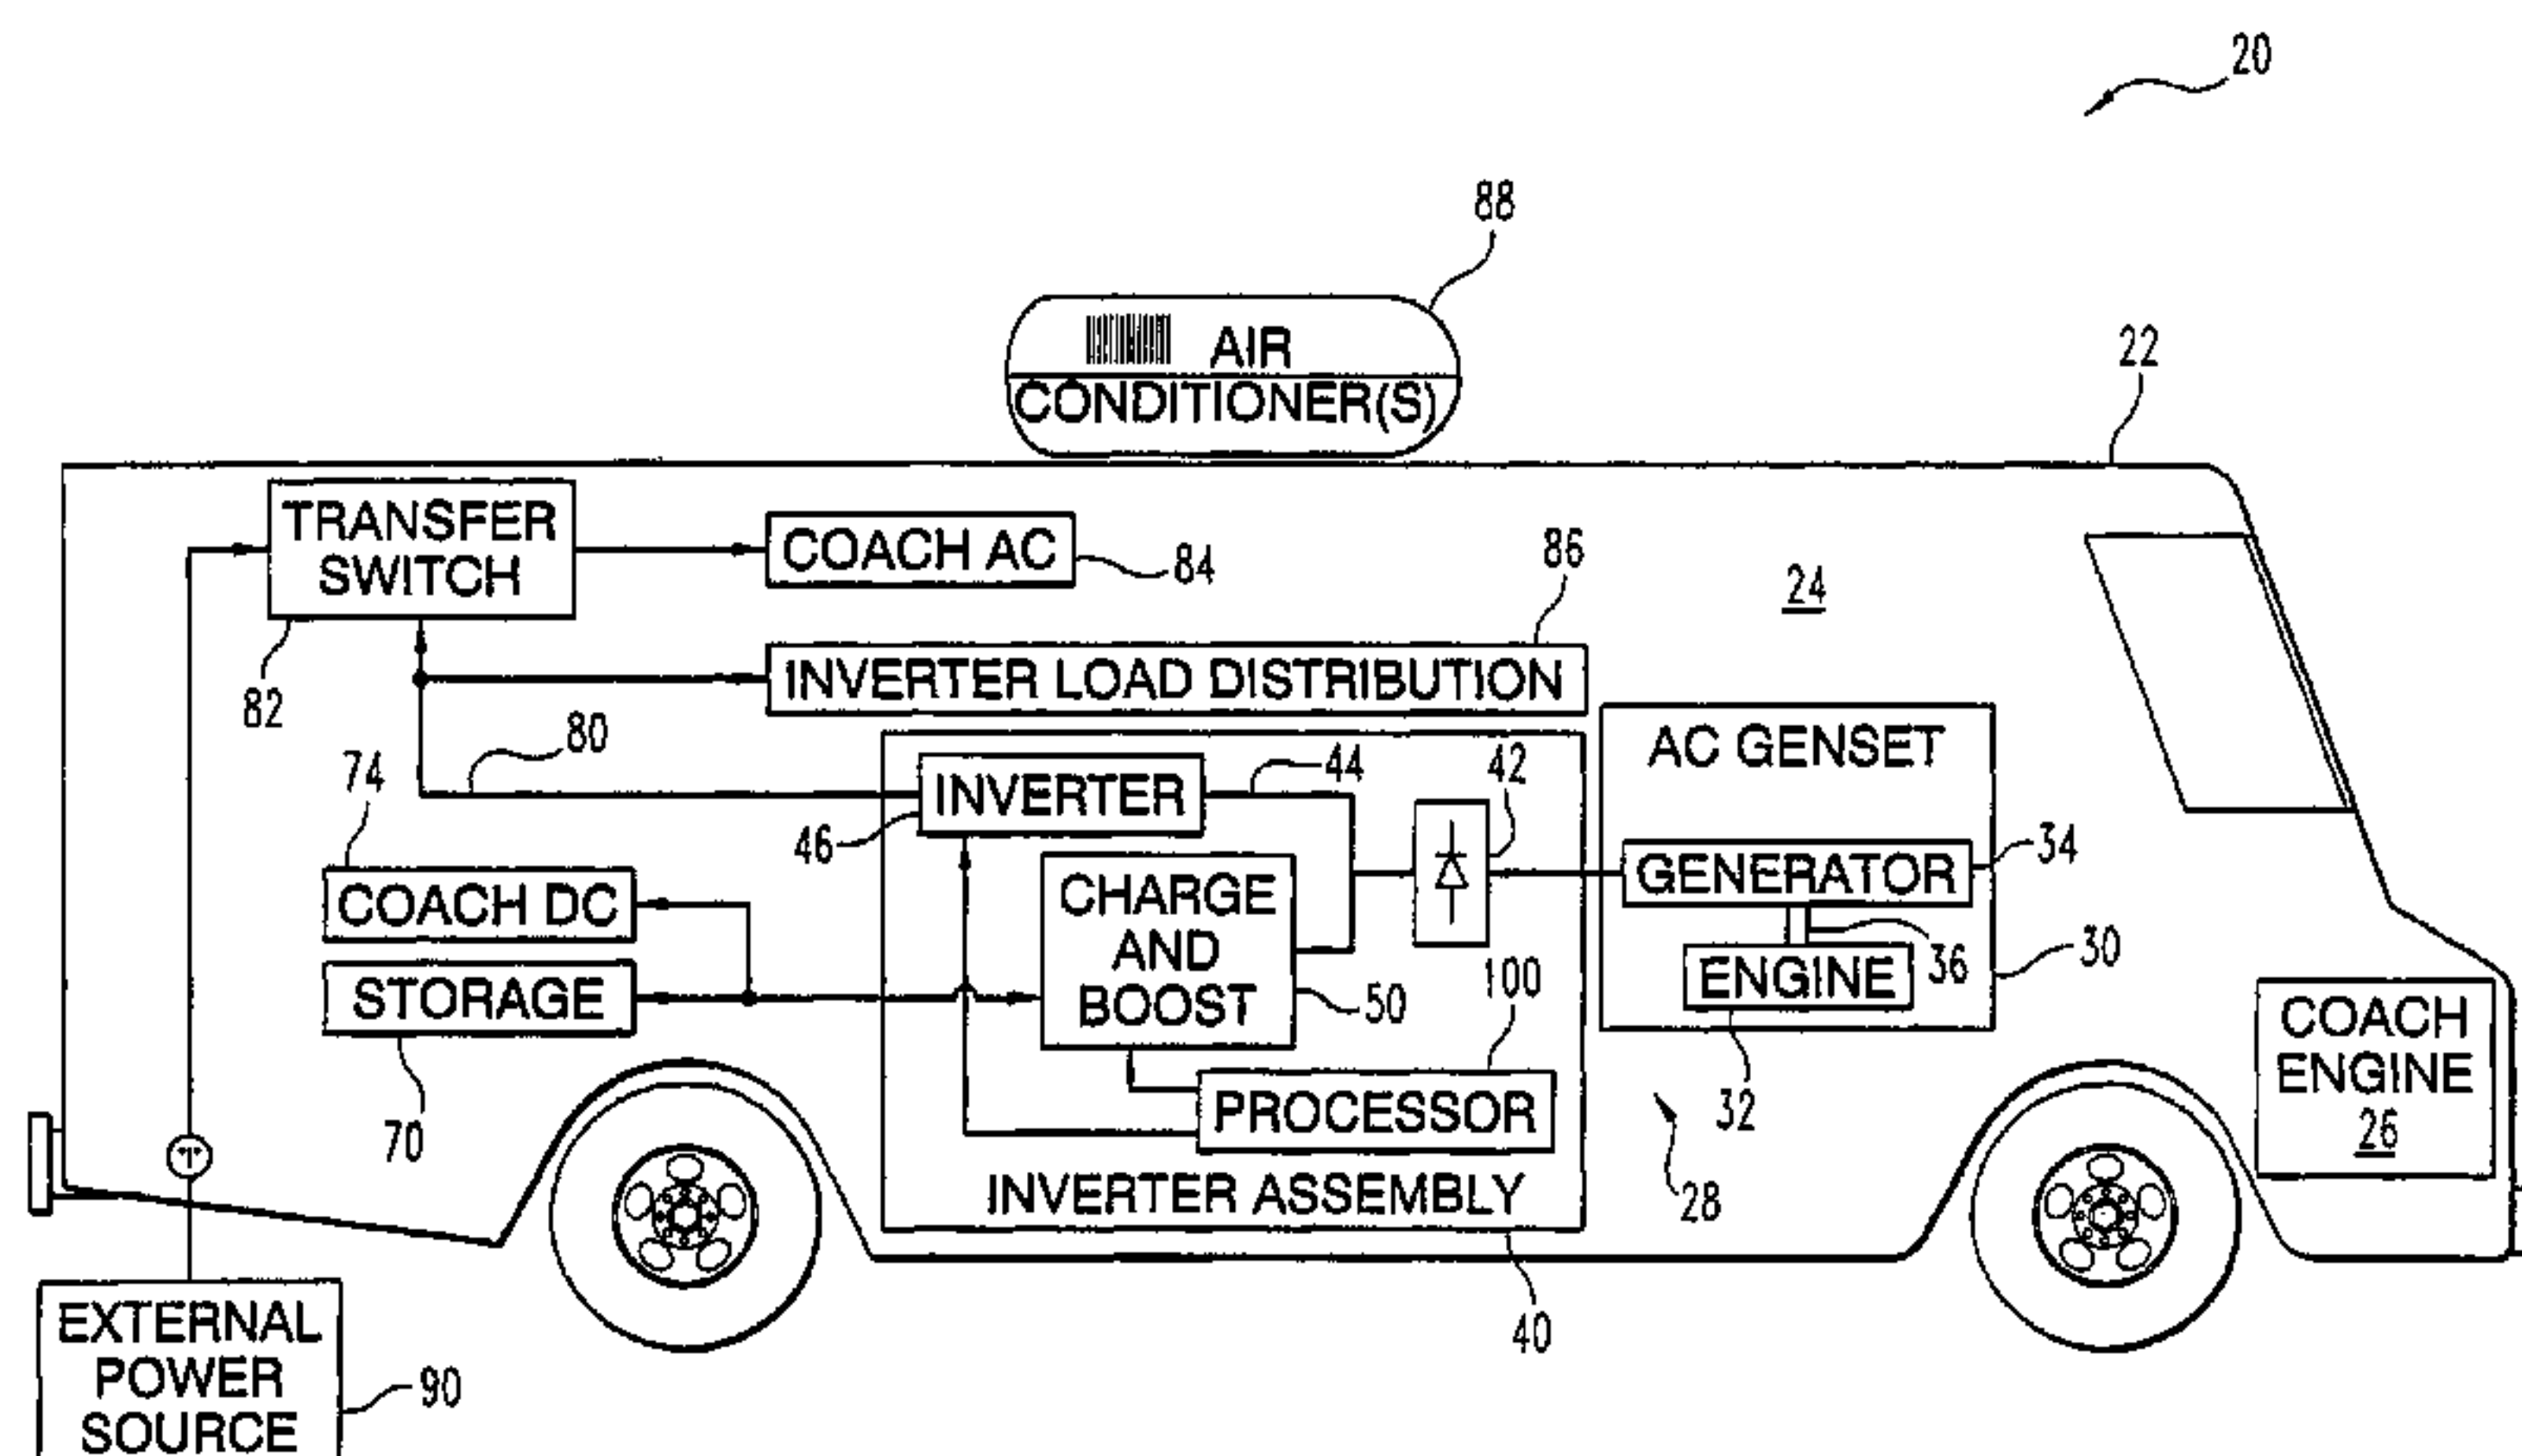 20
88
AIR
CONDITIONER(S)
22
TRANSFER
SWITCH
COACH AC
84
86
24
82
INVERTER LOAD DISTRIBUTION
80
74
INVERTER
44
42
AC GENSET
46
GENERATOR
34
COACH DC
CHARGE
AND
BOOST
50
36
30
STORAGE
ENGINE
100
70
PROCESSOR
32
COACH
ENGINE
26
INVERTER ASSEMBLY
28
40
EXTERNAL
POWER
SOURCE
90